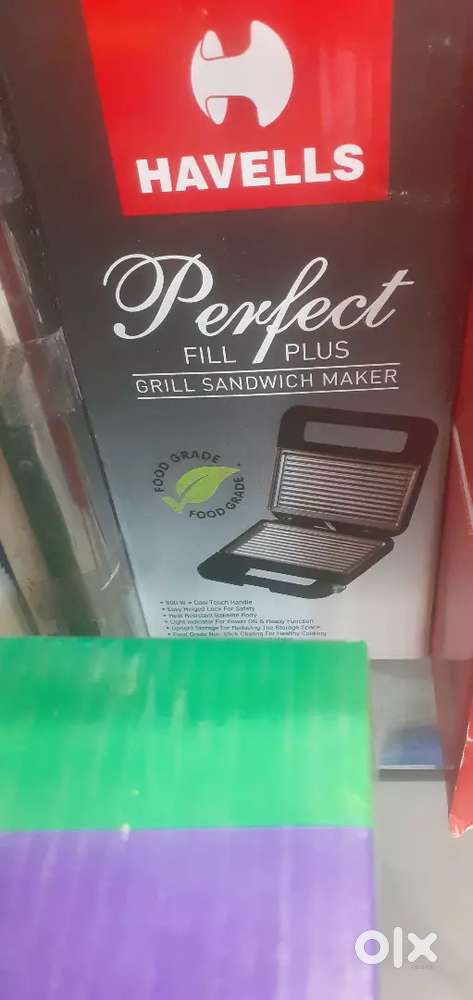 HAVELLS
Perfect
FILL PLUS
GRILL SANDWICH MAKER
FOOD GRADE
FOOD GRADE
• 900 W • Cool Touch Handle
• Easy Hinged Lock For Safety
• Heat Resistant Bakelite Body
• Light Indicator For Power ON & Ready Function
• Upright Storage For Reducing The Storage Space
• Food Grade Non-Stick Coating For Healthy Cooking
olx